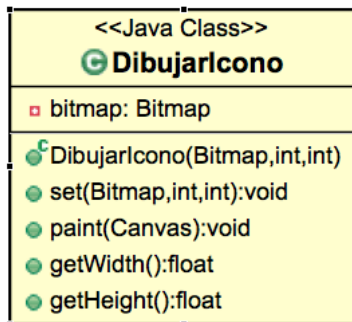 <<Java Class>>
DibujarIcono
bitmap: Bitmap
DibujarIcono(Bitmap,int,int)
set(Bitmap,int,int):void
paint(Canvas):void
getWidth():float
getHeight():float